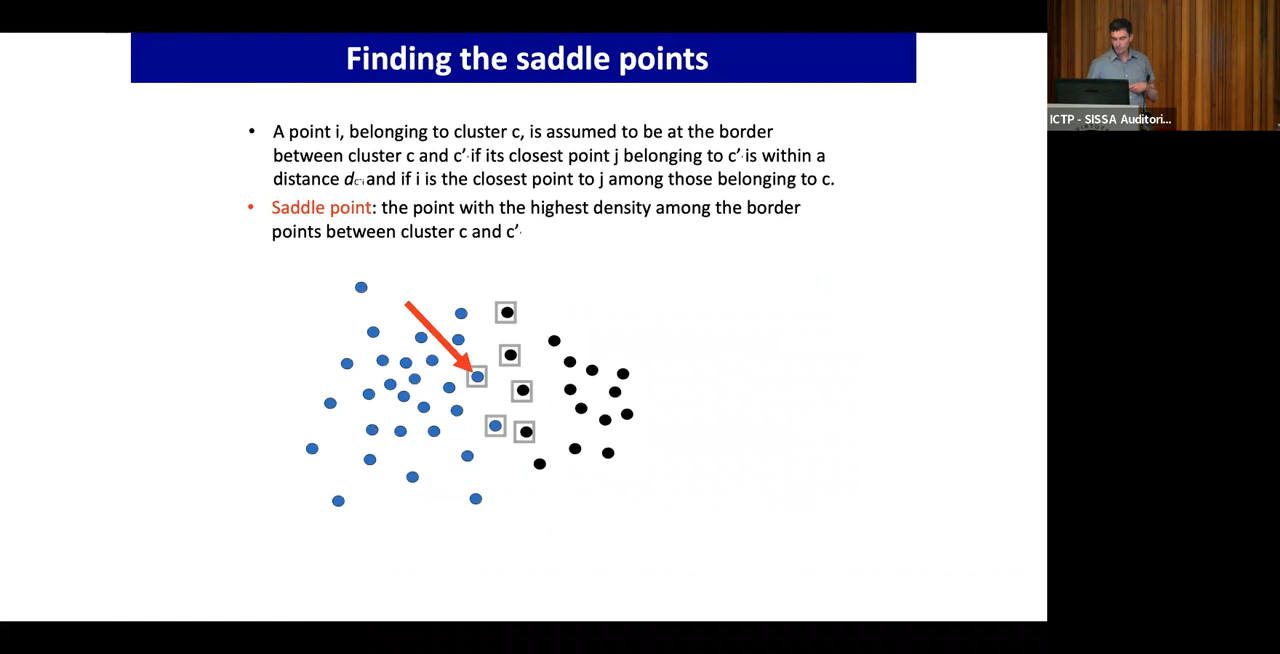 Finding the saddle points
• A point i, belonging to cluster c, is assumed to be at the border
between cluster c and c’ if its closest point j belonging to c’ is within a
distance dc'i and if i is the closest point to j among those belonging to c.
• Saddle point: the point with the highest density among the border
points between cluster c and c’
ICTP - SISSA Auditori...